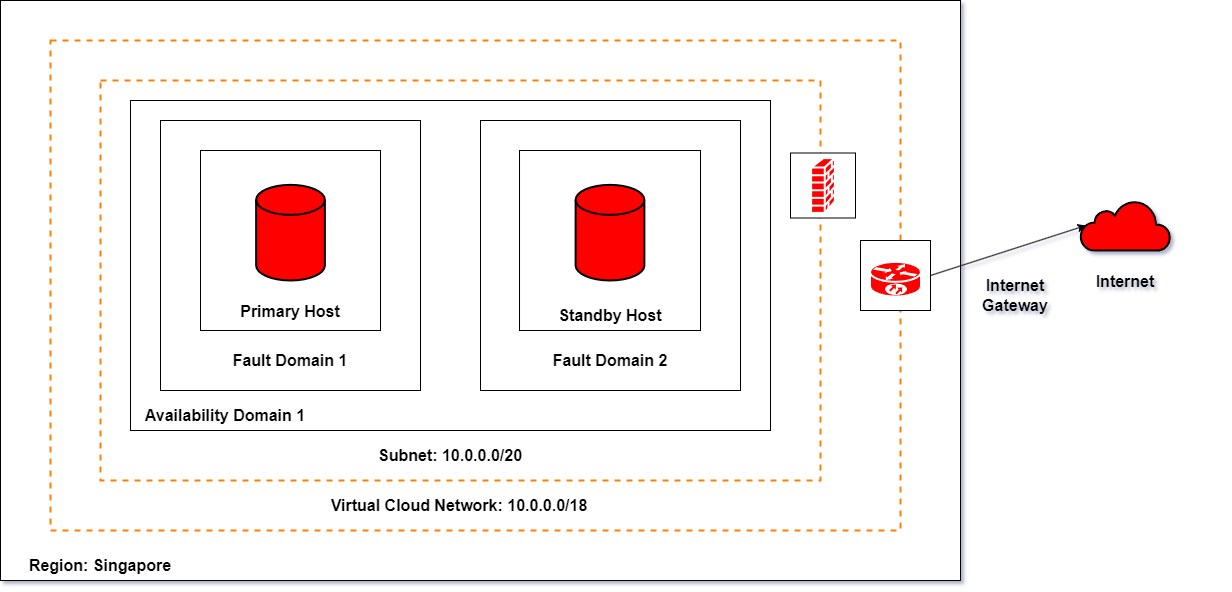 Primary Host
Standby Host
Fault Domain 1
Fault Domain 2
Availability Domain 1
Subnet: 10.0.0.0/20
Virtual Cloud Network: 10.0.0.0/18
Region: Singapore
Internet
Gateway
Internet